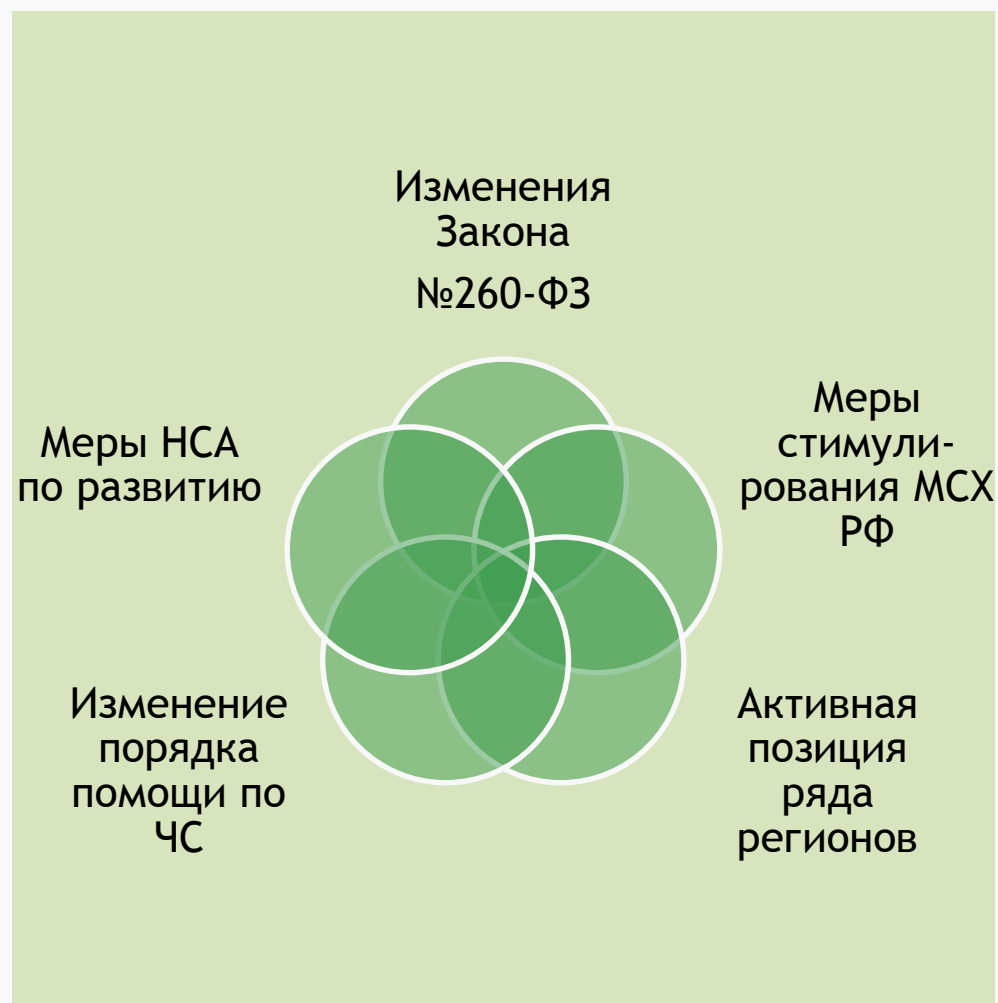 Изменения
Закона
№260-ФЗ
Меры
стимули-
рования МСХ
РФ
Активная
позиция
ряда
регионов
Изменение
порядка
помощи по
ЧС
Меры НСА
по развитию